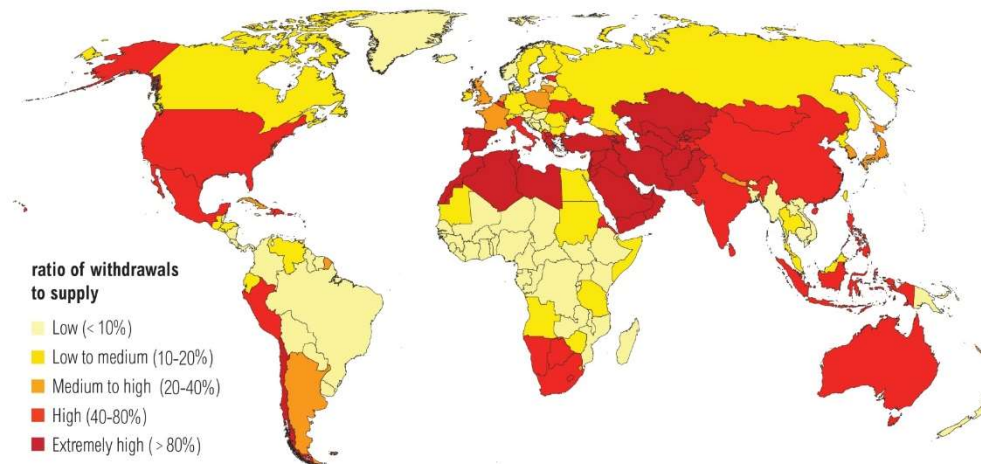 ratio of withdrawals
to supply
Low (< 10%)
Low to medium (10-20%)
Medium to high (20-40%)
High (40-80%)
Extremely high (> 80%)